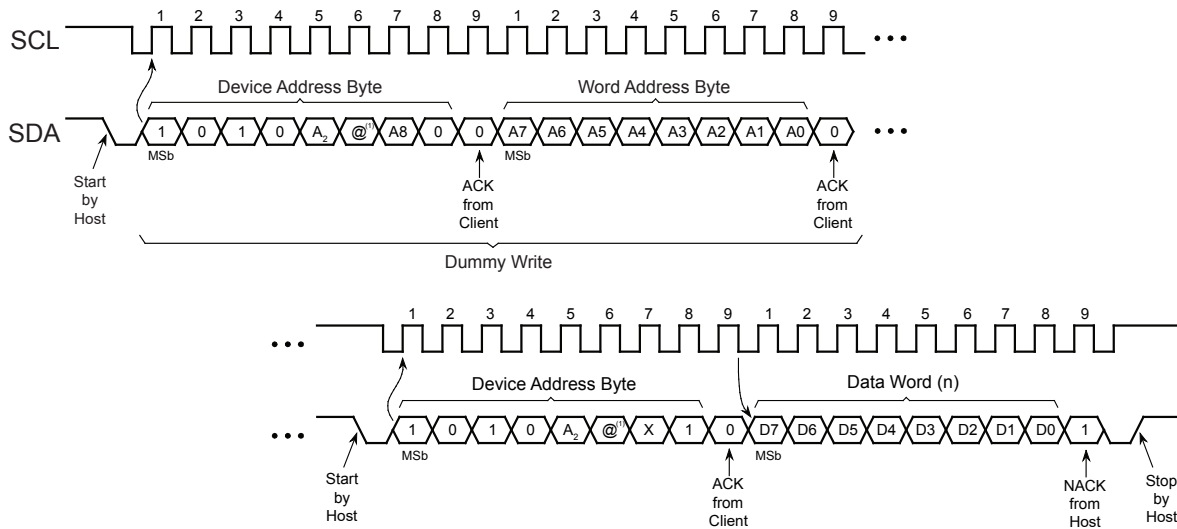 1 2 3 4 5 6 7 8 9 1 2 3 4 5 6 7 8 9
SCL
Device Address Byte Word Address Byte
SDA 1 0 1 0 A2 @(1) A8 0 0 A7 A6 A5 A4 A3 A2 A1 A0 0
MSb MSb
Start
by
Host
ACK
from
Client
ACK
from
Client
Dummy Write
1 2 3 4 5 6 7 8 9 1 2 3 4 5 6 7 8 9
Device Address Byte Data Word (n)
1 0 1 0 A2 @(1) X 1 0 D7 D6 D5 D4 D3 D2 D1 D0 1
MSb MSb
Start
by
Host
ACK
from
Client
NACK
from
Host
Stop
by
Host